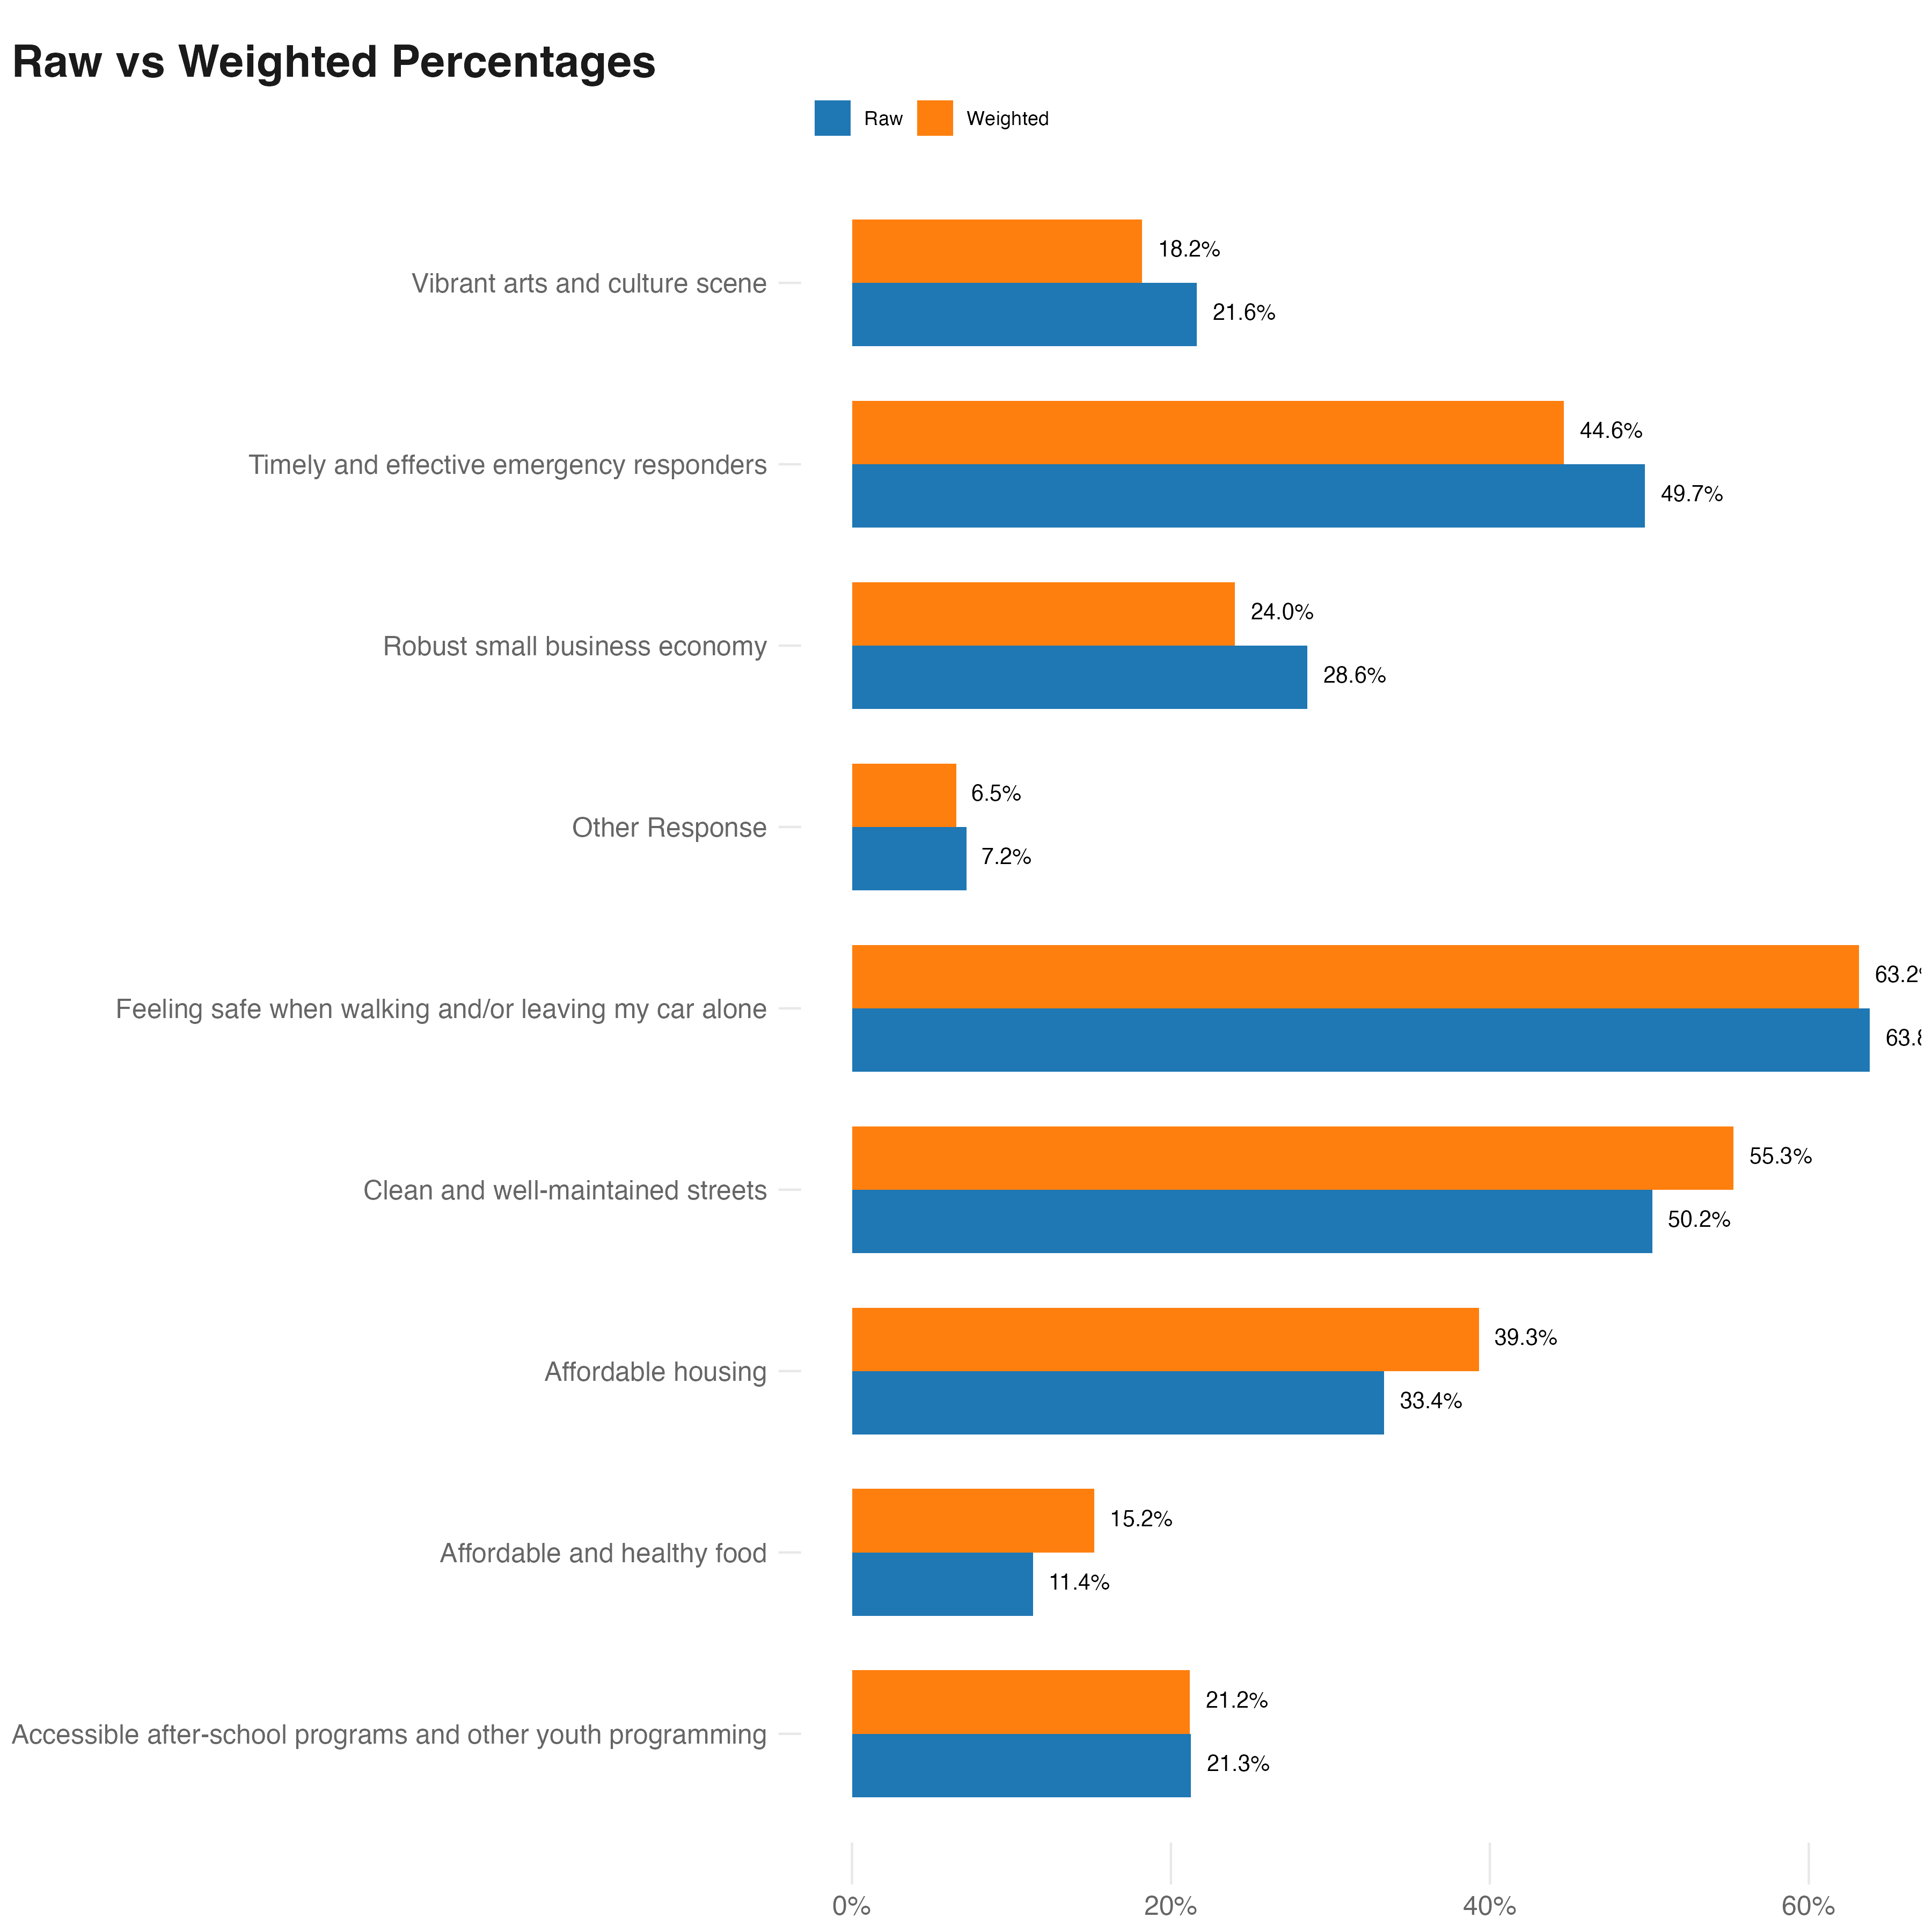 Raw vs Weighted Percentages
Raw Weighted
18.2%
Vibrant arts and culture scene
21.6%
44.6%
Timely and effective emergency responders
49.7%
24.0%
Robust small business economy
28.6%
6.5%
Other Response
7.2%
63.2%
Feeling safe when walking and/or leaving my car alone
63.8
55.3%
Clean and well-maintained streets
50.2%
39.3%
Affordable housing
33.4%
15.2%
Affordable and healthy food
11.4%
21.2%
Accessible after-school programs and other youth programming
21.3%
0% 20% 40% 60%